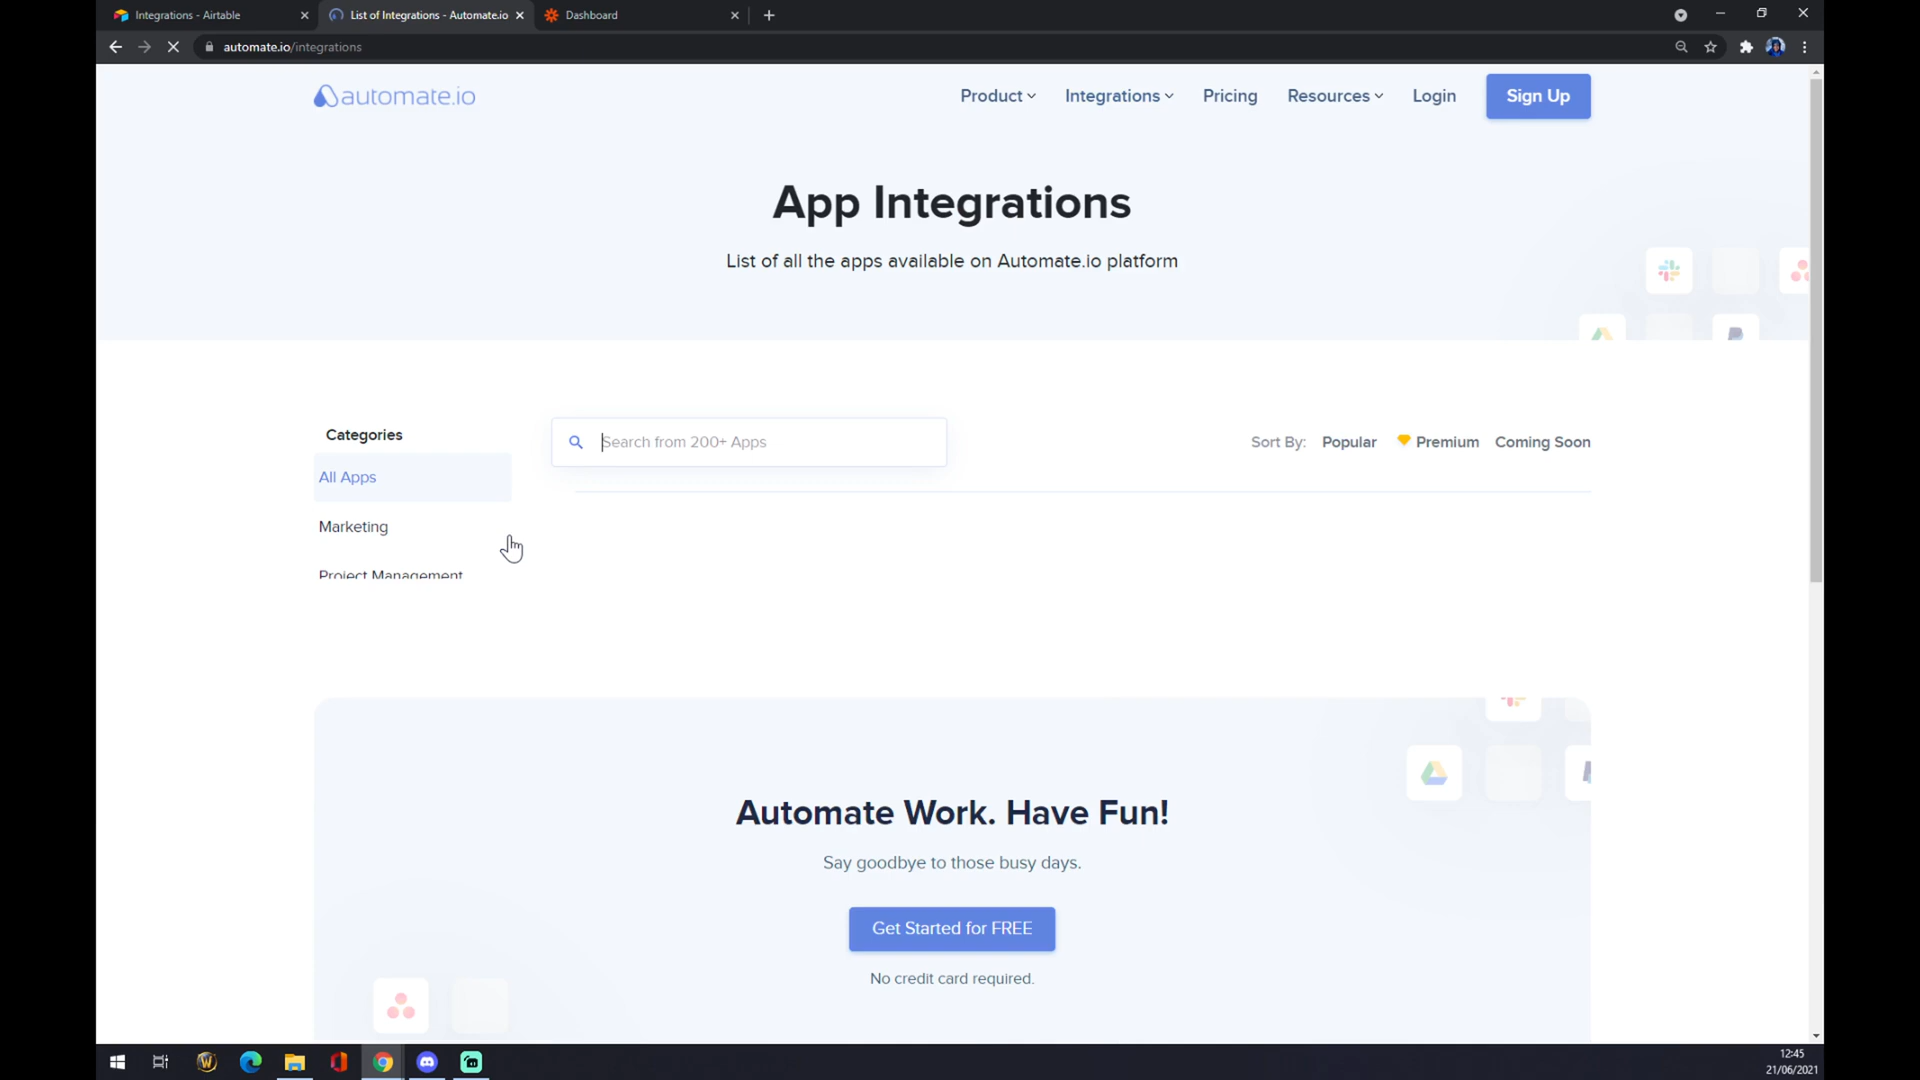 Integrations - Airtable
List of Integrations - Automate.io
Dashboard
automate.io/integrations
automate.io
Product
Integrations
Pricing
Resources
Login
Sign Up
App Integrations
List of all the apps available on Automate.io platform
Categories
Search from 200+ Apps
Sort By:
Popular
Premium
Coming Soon
All Apps
Marketing
Project Management
Automate Work. Have Fun!
Say goodbye to those busy days.
Get Started for FREE
No credit card required.
12:45
21/06/2021